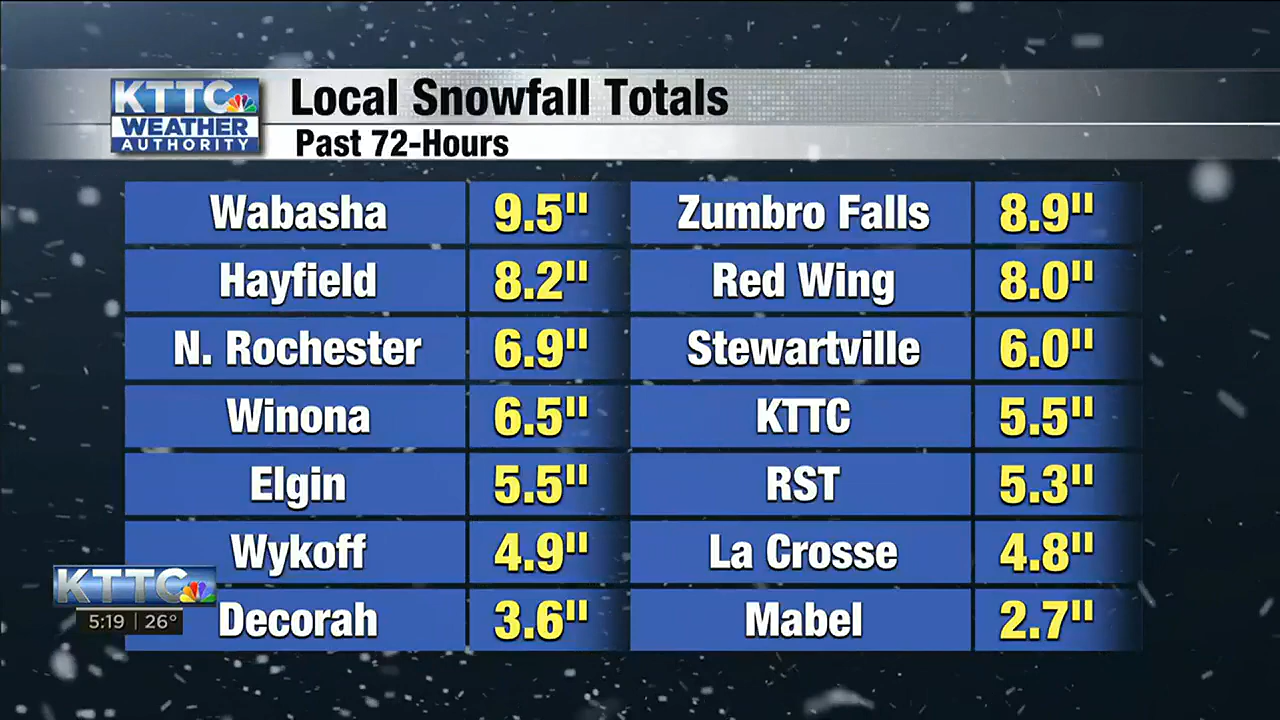 KTTC
WEATHER
AUTHORITY
Local Snowfall Totals
Past 72-Hours
Wabasha 9.5" Zumbro Falls 8.9"
Hayfield 8.2" Red Wing 8.0"
N. Rochester 6.9" Stewartville 6.0"
Winona 6.5" KTTC 5.5"
Elgin 5.5" RST 5.3"
Wykoff 4.9" La Crosse 4.8"
Decorah 3.6" Mabel 2.7"
KTTC
5:19 | 26°